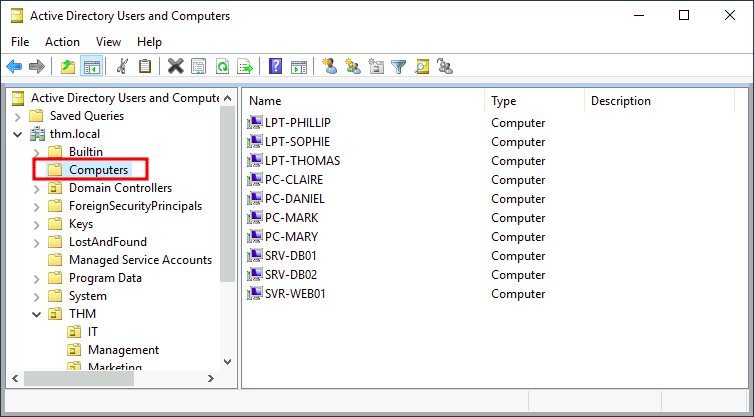 Active Directory Users and Computers
File Action View Help
Active Directory Users and Compute
Saved Queries
thm.local
Builtin
Computers
Domain Controllers
ForeignSecurityPrincipals
Keys
LostAndFound
Managed Service Accounts
Program Data
System
THM
IT
Management
Marketing
Name Type Description
LPT-PHILLIP Computer
LPT-SOPHIE Computer
LPT-THOMAS Computer
PC-CLAIRE Computer
PC-DANIEL Computer
PC-MARK Computer
PC-MARY Computer
SRV-DB01 Computer
SRV-DB02 Computer
SVR-WEB01 Computer